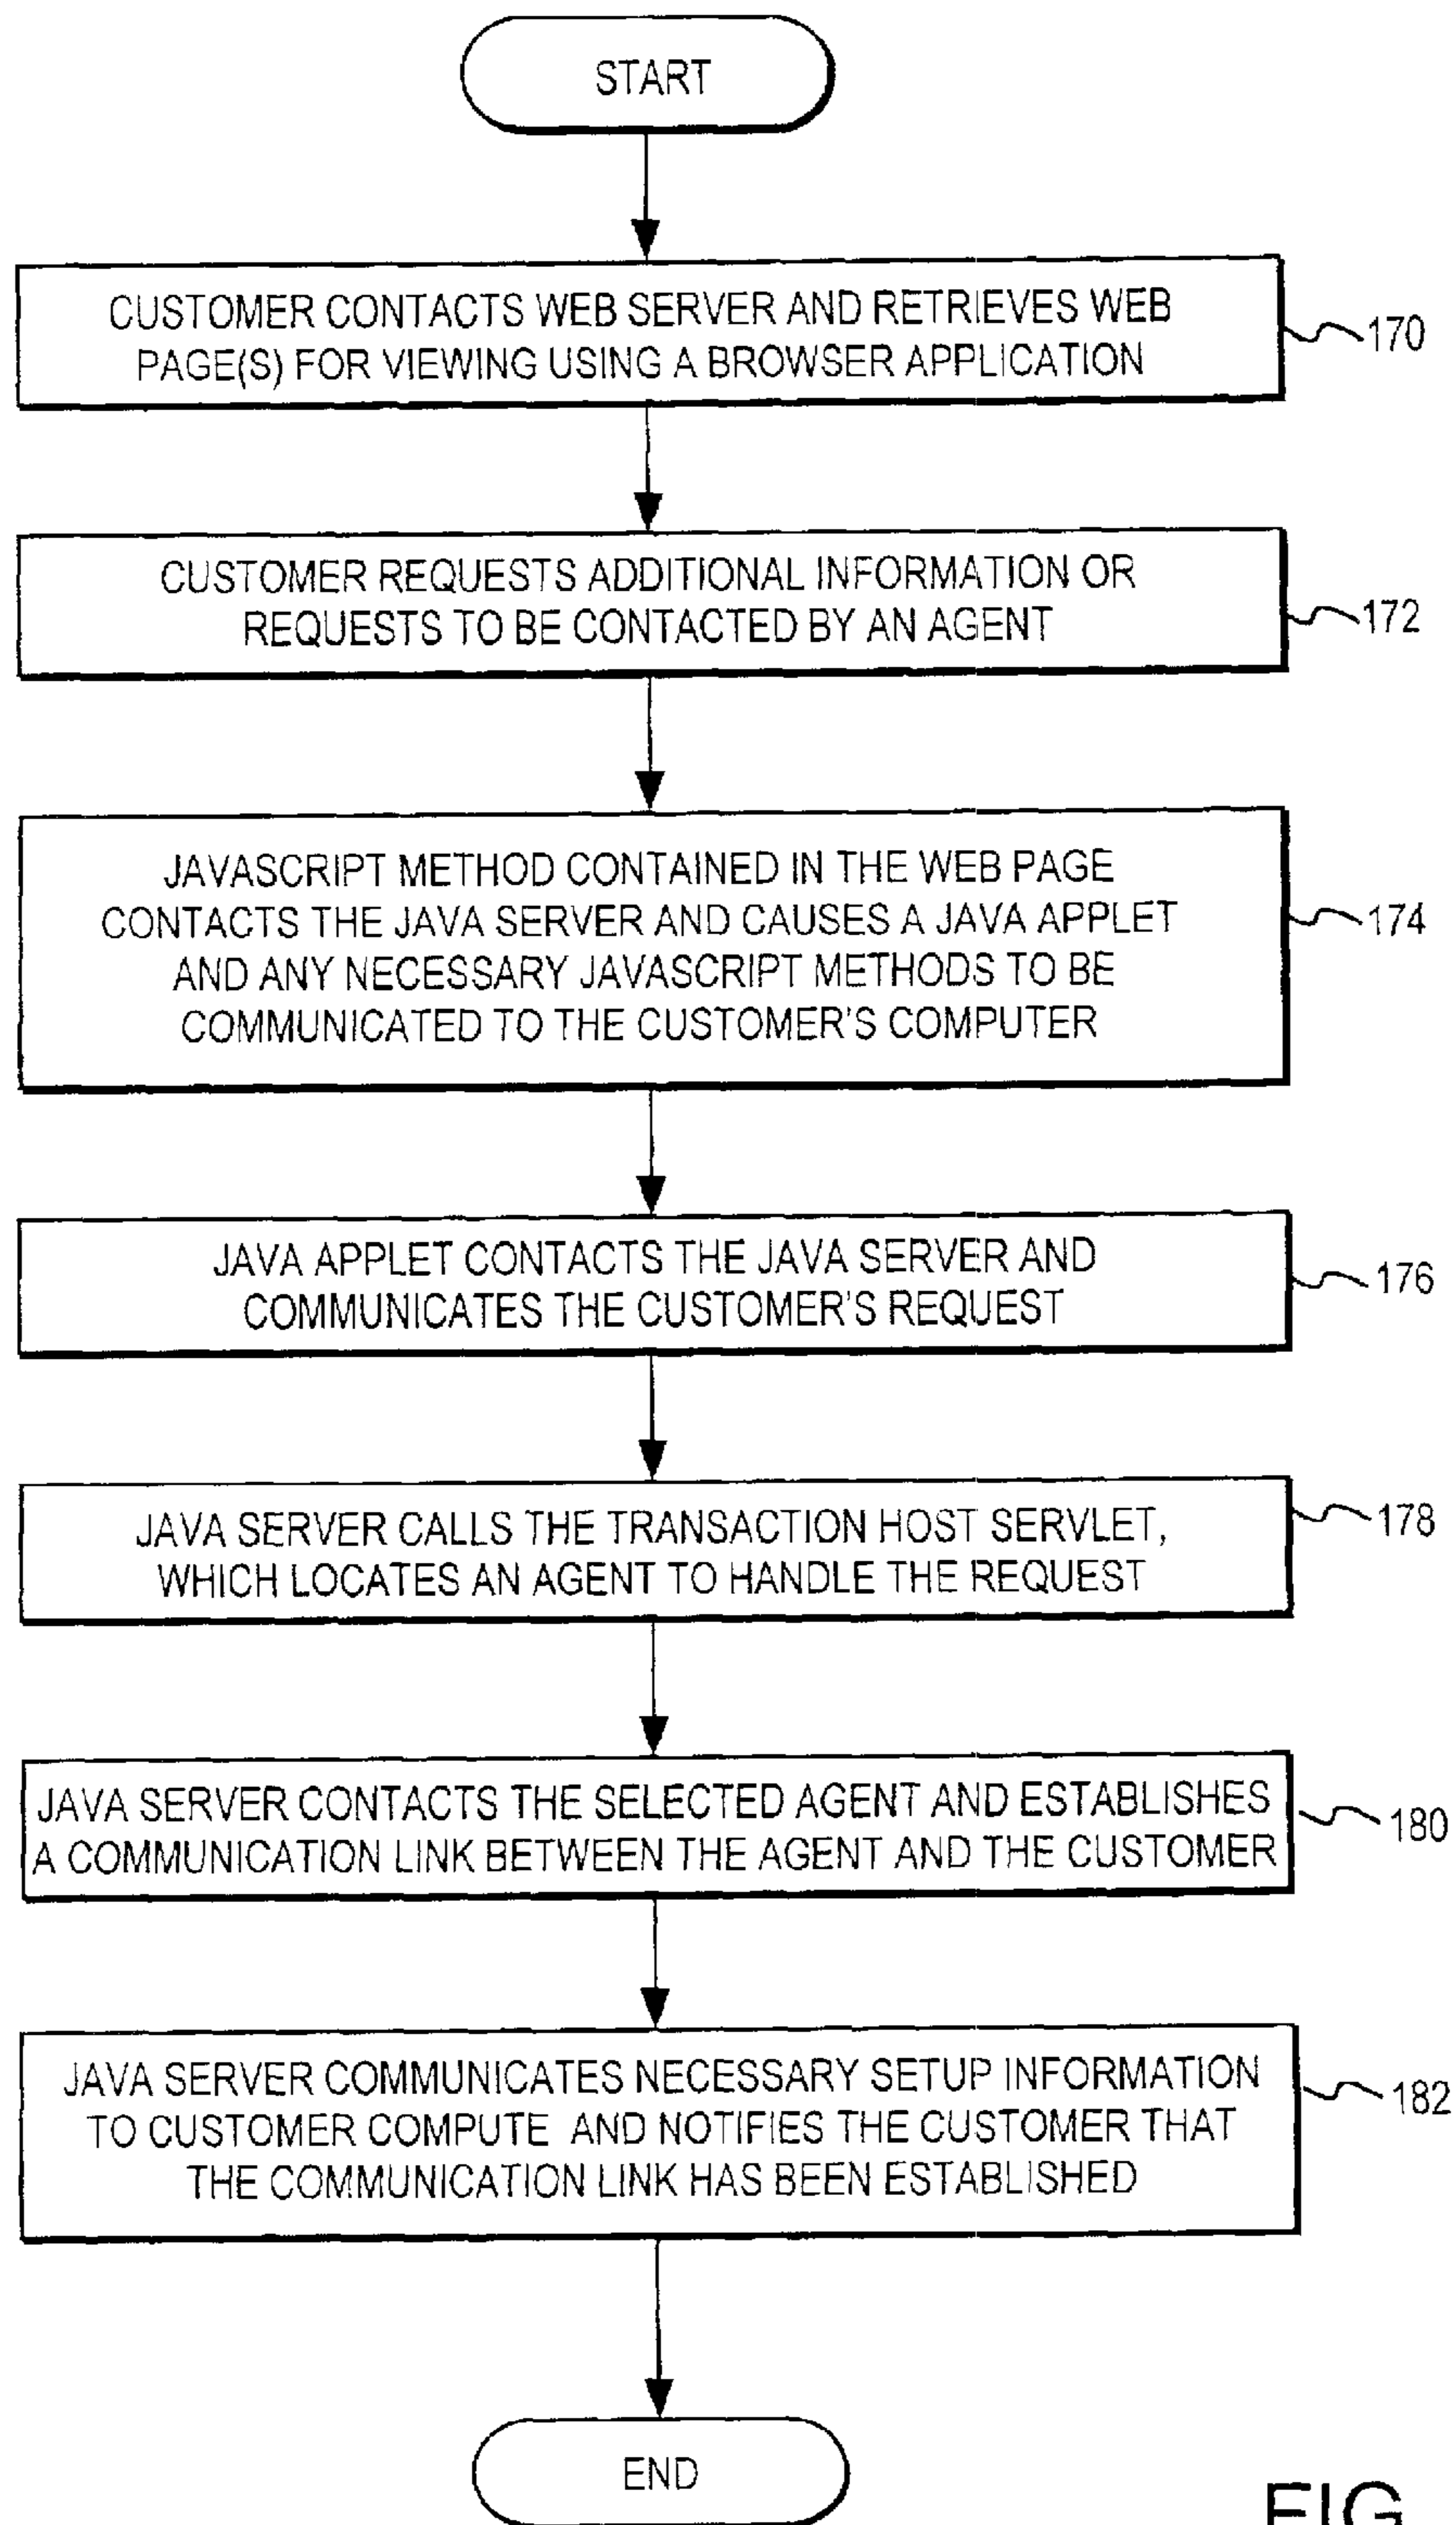 START
CUSTOMER CONTACTS WEB SERVER AND RETRIEVES WEB
PAGE(S) FOR VIEWING USING A BROWSER APPLICATION
170
CUSTOMER REQUESTS ADDITIONAL INFORMATION OR
REQUESTS TO BE CONTACTED BY AN AGENT
172
JAVASCRIPT METHOD CONTAINED IN THE WEB PAGE
CONTACTS THE JAVA SERVER AND CAUSES A JAVA APPLET
AND ANY NECESSARY JAVASCRIPT METHODS TO BE
COMMUNICATED TO THE CUSTOMER'S COMPUTER
174
JAVA APPLET CONTACTS THE JAVA SERVER AND
COMMUNICATES THE CUSTOMER'S REQUEST
176
JAVA SERVER CALLS THE TRANSACTION HOST SERVLET,
WHICH LOCATES AN AGENT TO HANDLE THE REQUEST
178
JAVA SERVER CONTACTS THE SELECTED AGENT AND ESTABLISHES
A COMMUNICATION LINK BETWEEN THE AGENT AND THE CUSTOMER
180
JAVA SERVER COMMUNICATES NECESSARY SETUP INFORMATION
TO CUSTOMER COMPUTE AND NOTIFIES THE CUSTOMER THAT
THE COMMUNICATION LINK HAS BEEN ESTABLISHED
182
END
FIG